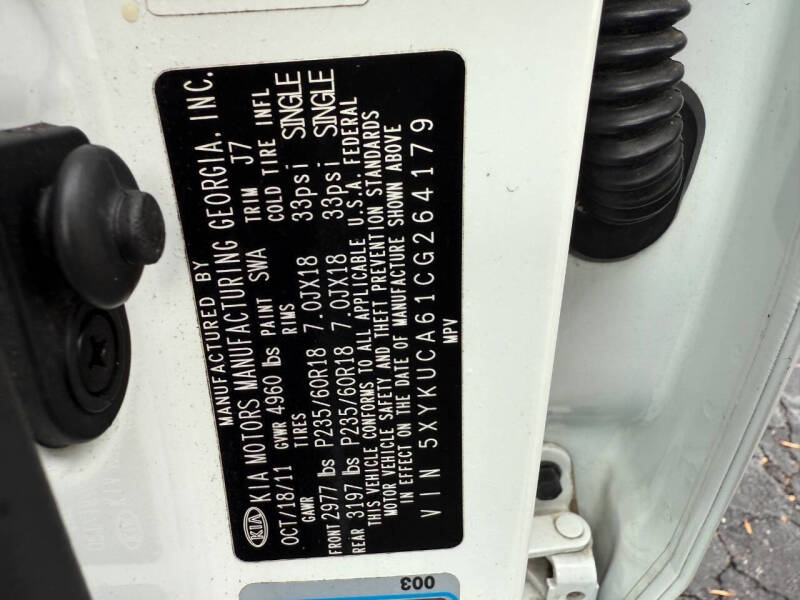 MANUFACTURED BY
KIA KIA MOTORS MANUFACTURING GEORGIA, INC.
OCT/18/11 GVWR 4960 lbs PAINT SWA TRIM J7
GAWR TIRES RIMS COLD TIRE INFL
FRONT 2977 lbs P235/60R18 7.0JX18 33psi SINGLE
REAR 3197 lbs P235/60R18 7.0JX18 33psi SINGLE
THIS VEHICLE CONFORMS TO ALL APPLICABLE U.S.A. FEDERAL
MOTOR VEHICLE SAFETY AND THEFT PREVENTION STANDARDS
IN EFFECT ON THE DATE OF MANUFACTURE SHOWN ABOVE
VIN 5XYKUCA61CG264179
MPV
003